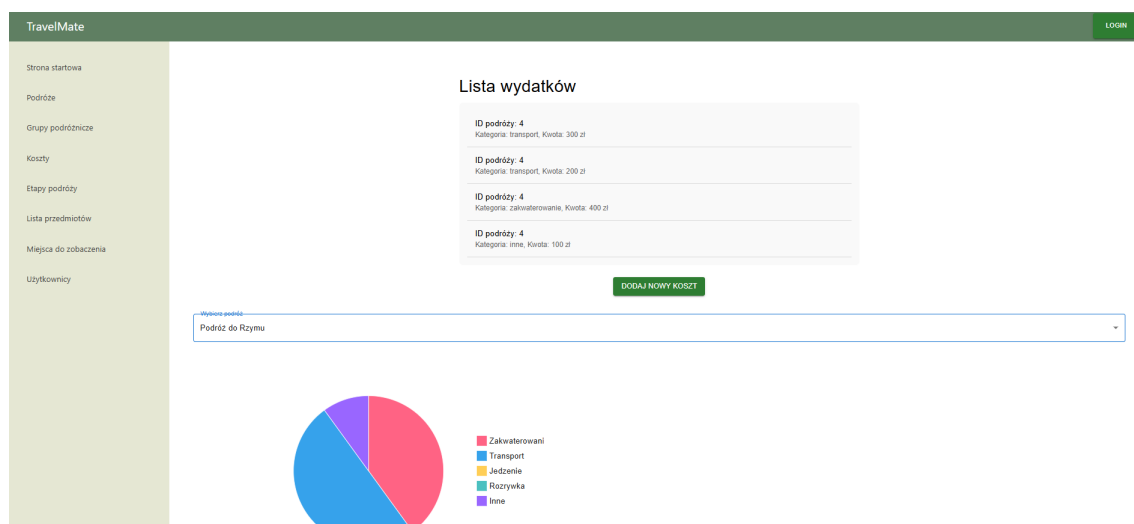 TravelMate
LOGIN
Strona startowa
Podróże
Grupy podróżnicze
Koszty
Etapy podróży
Lista przedmiotów
Miejsca do zobaczenia
Użytkownicy
Lista wydatków
ID podróży: 4
Kategoria: transport, Kwota: 300 zł
ID podróży: 4
Kategoria: transport, Kwota: 200 zł
ID podróży: 4
Kategoria: zakwaterowanie, Kwota: 400 zł
ID podróży: 4
Kategoria: inne, Kwota: 100 zł
DODAJ NOWY KOSZT
Wybierz podróż
Podróż do Rzymu
Zakwaterowani
Transport
Jedzenie
Rozrywka
Inne